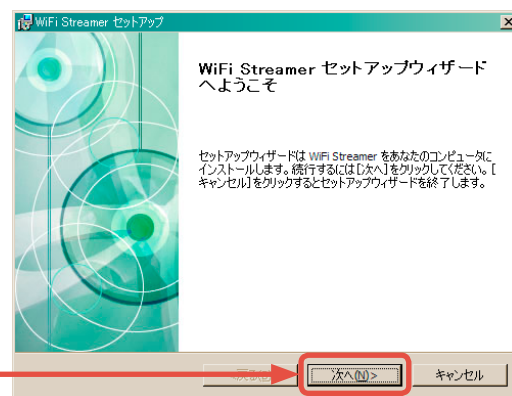 WiFi Streamer セットアップ
WiFi Streamer セットアップウィザード
へようこそ
セットアップウィザードは WiFi Streamer をあなたのコンピュータに
インストールします。続行するには[次へ]をクリックしてください。[
キャンセル]をクリックするとセットアップウィザードを終了します。
次へ(N)>
キャンセル